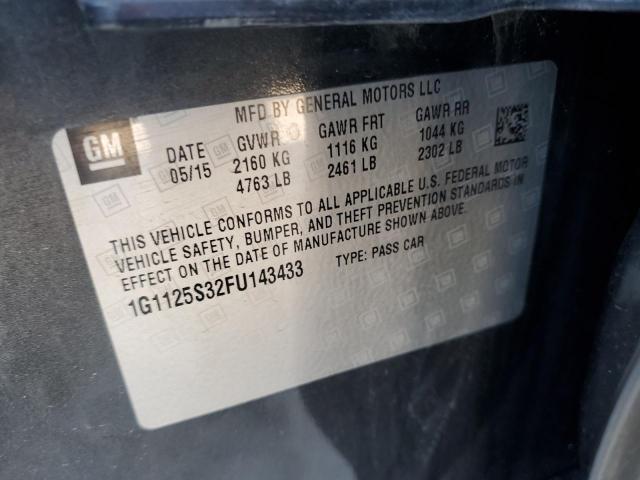 MFD BY GENERAL MOTORS LLC
GM
DATE GVWR GAWR FRT GAWR RR
05/15 2160 KG 1116 KG 1044 KG
4763 LB 2461 LB 2302 LB
THIS VEHICLE CONFORMS TO ALL APPLICABLE U.S. FEDERAL MOTOR
VEHICLE SAFETY, BUMPER, AND THEFT PREVENTION STANDARDS IN
EFFECT ON THE DATE OF MANUFACTURE SHOWN ABOVE.
1G1125S32FU143433 TYPE: PASS CAR